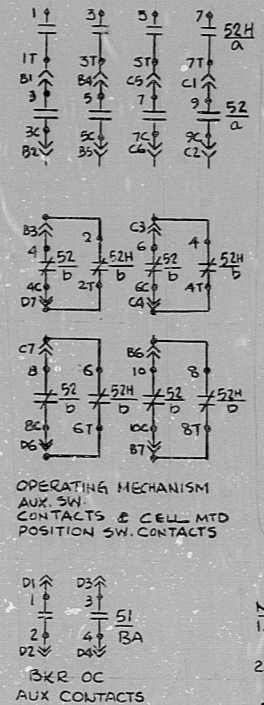 1 3 5 7
52H
a
1T 3T 5T 7T
B1 B4 C5 C1
3 5 7 9
52
a
3C 5C 7C 9C
B2 B5 C6 C2
B3 C3
4 2 6 4
52 52H 52 52H
b b b b
4C 2T 6C 4T
D7 C4
C7 B6
8 6 10 8
52 52H 52 52H
b b b b
8C 6T 10C 8T
D6 B7
OPERATING MECHANISM
AUX. SW.
CONTACTS & CELL MTD
POSITION SW. CONTACTS
D1 D3
1 3
51
BA
2 4
D2 D4
BKR OC
AUX CONTACTS
1.
2